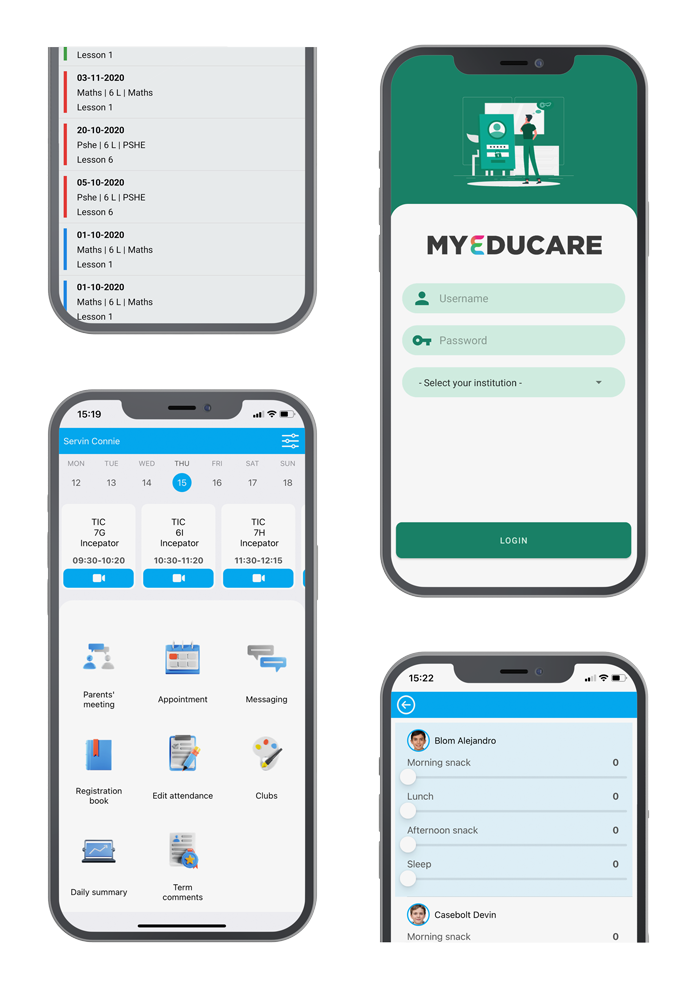 Lesson 1
03-11-2020
Maths | 6 L | Maths
Lesson 1
20-10-2020
Pshe | 6 L | PSHE
Lesson 6
05-10-2020
Pshe | 6 L | PSHE
Lesson 6
01-10-2020
Maths | 6 L | Maths
Lesson 1
01-10-2020
Maths | 6 L | Maths
Lesson 1
MYEDUCARE
Username
Password
- Select your institution -
LOGIN
15:19
Servin Connie
MON TUE WED THU FRI SAT SUN
12 13 14 15 16 17 18
TIC TIC TIC
7G 6I 7H
Incepator Incepator Incepator
09:30-10:20 10:30-11:20 11:30-12:15
Parents' meeting
Appointment
Messaging
Registration book
Edit attendance
Clubs
Daily summary
Term comments
15:22
Blom Alejandro
Morning snack 0
Lunch 0
Afternoon snack 0
Sleep 0
Casebolt Devin
Morning snack 0